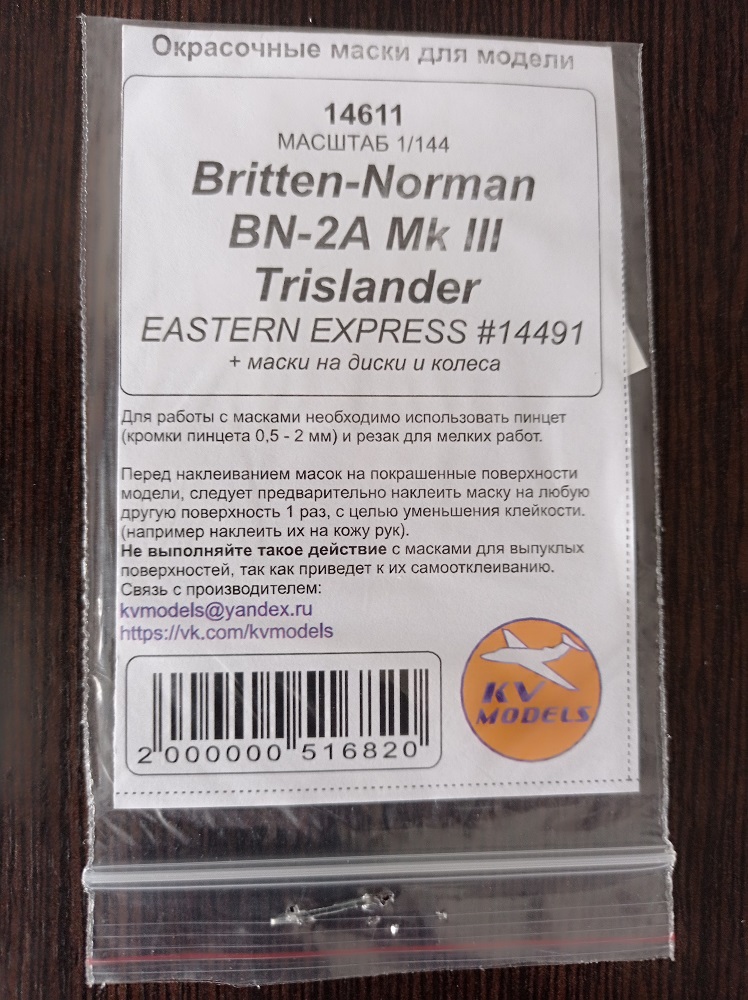 Окрасочные маски для модели
14611
МАСШТАБ 1/144
Britten-Norman
BN-2A Mk III
Trislander
EASTERN EXPRESS #14491
+ маски на диски и колеса
Для работы с масками необходимо использовать пинцет
(кромки пинцета 0,5 - 2 мм) и резак для мелких работ.
Перед наклеиванием масок на покрашенные поверхности
модели, следует предварительно наклеить маску на любую
другую поверхность 1 раз, с целью уменьшения клейкости.
(например наклеить их на кожу рук).
Не выполняйте такое действие с масками для выпуклых
поверхностей, так как приведет к их самоотклеиванию.
Связь с производителем:
kvmodels@yandex.ru
https://vk.com/kvmodels
KV
MODELS
2 000000 516820